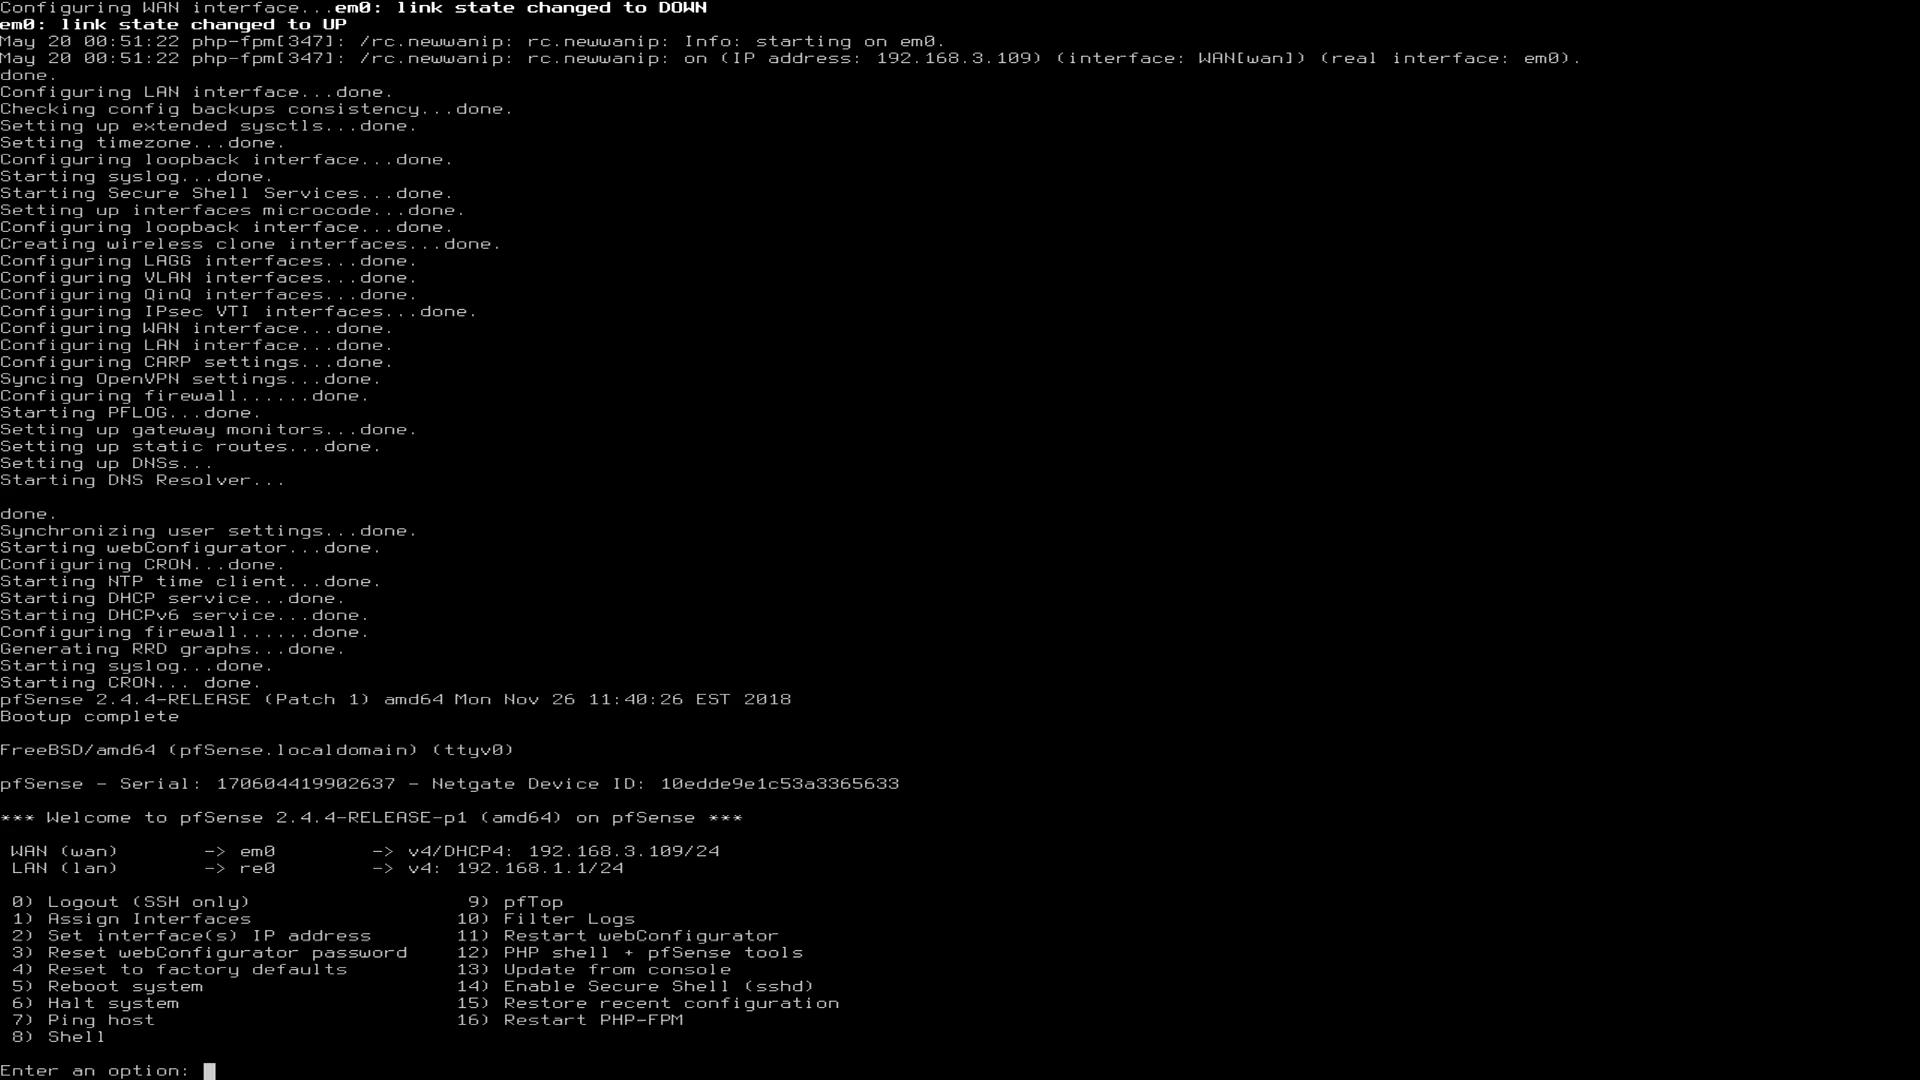 Configuring WAN interface...em0: link state changed to DOWN
em0: link state changed to UP
May 20 00:51:22 php-fpm[347]: /rc.newwanip: rc.newwanip: Info: starting on em0.
May 20 00:51:22 php-fpm[347]: /rc.newwanip: rc.newwanip: on (IP address: 192.168.3.109) (interface: WAN[wan]) (real interface: em0).
done.
Configuring LAN interface...done.
Checking config backups consistency...done.
Setting up extended sysctls...done.
Setting timezone...done.
Configuring loopback interface...done.
Starting syslog...done.
Starting Secure Shell Services...done.
Setting up interfaces microcode...done.
Configuring loopback interface...done.
Creating wireless clone interfaces...done.
Configuring LAGG interfaces...done.
Configuring VLAN interfaces...done.
Configuring QinQ interfaces...done.
Configuring IPsec VTI interfaces...done.
Configuring WAN interface...done.
Configuring LAN interface...done.
Configuring CARP settings...done.
Syncing OpenVPN settings...done.
Configuring firewall......done.
Starting PFLOG...done.
Setting up gateway monitors...done.
Setting up static routes...done.
Setting up DNSs...
Starting DNS Resolver...
done.
Synchronizing user settings...done.
Starting webConfigurator...done.
Configuring CRON...done.
Starting NTP time client...done.
Starting DHCP service...done.
Starting DHCPv6 service...done.
Configuring firewall......done.
Generating RRD graphs...done.
Starting syslog...done.
Starting CRON... done.
pfSense 2.4.4-RELEASE (Patch 1) amd64 Mon Nov 26 11:40:26 EST 2018
Bootup complete
FreeBSD/amd64 (pfSense.localdomain) (ttyv0)
pfSense - Serial: 170604419902637 - Netgate Device ID: 10edde9e1c53a3365633
*** Welcome to pfSense 2.4.4-RELEASE-p1 (amd64) on pfSense ***
WAN (wan) -> em0 -> v4/DHCP4: 192.168.3.109/24
LAN (lan) -> re0 -> v4: 192.168.1.1/24
0) Logout (SSH only) 9) pfTop
1) Assign Interfaces 10) Filter Logs
2) Set interface(s) IP address 11) Restart webConfigurator
3) Reset webConfigurator password 12) PHP shell + pfSense tools
4) Reset to factory defaults 13) Update from console
5) Reboot system 14) Enable Secure Shell (sshd)
6) Halt system 15) Restore recent configuration
7) Ping host 16) Restart PHP-FPM
8) Shell
Enter an option: